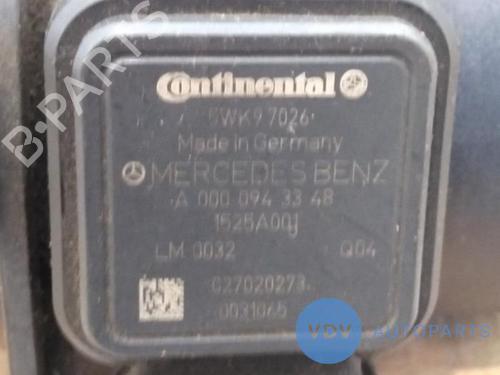 Continental
5WK9 7026
Made in Germany
MERCEDES BENZ
A 000 094 33 48
1525A001
LM 0032 Q04
C27020273
0031065
B-PARTS
VDV AUTOPARTS